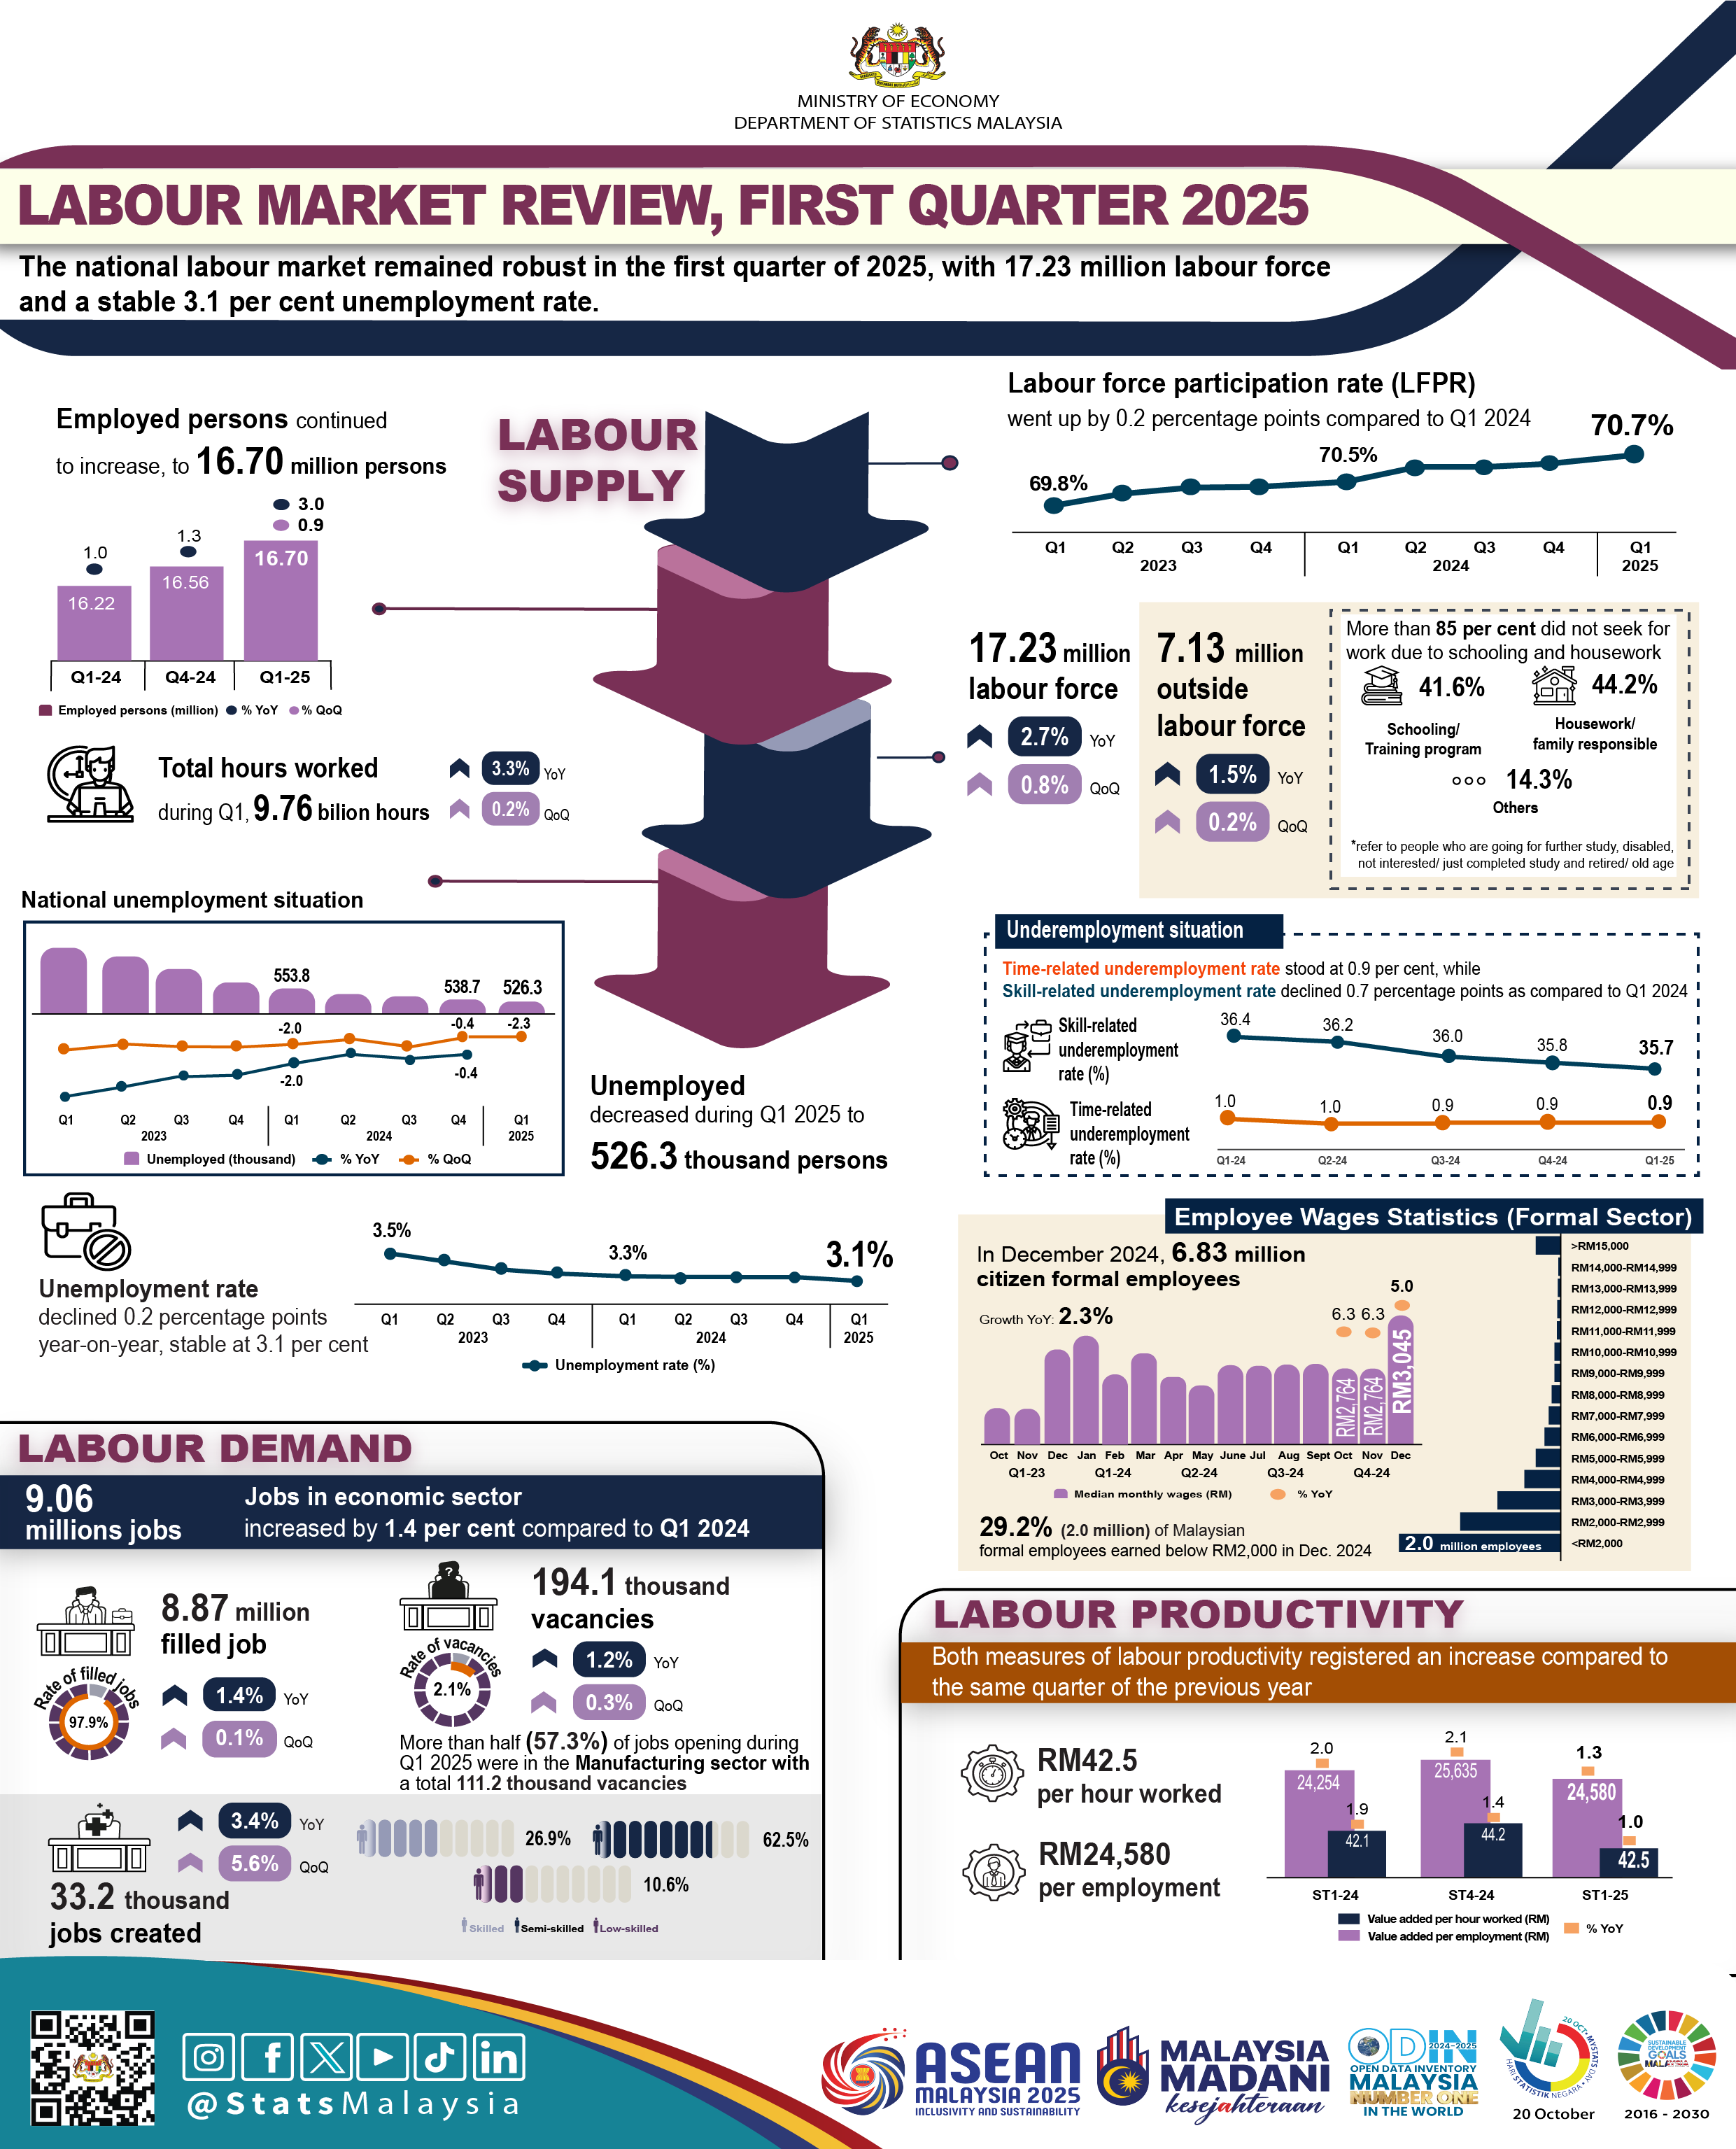 MINISTRY OF ECONOMY
DEPARTMENT OF STATISTICS MALAYSIA
LABOUR MARKET REVIEW, FIRST QUARTER 2025
The national labour market remained robust in the first quarter of 2025, with 17.23 million labour force
and a stable 3.1 per cent unemployment rate.
LABOUR
SUPPLY
Employed persons continued
to increase, to 16.70 million persons
3.0
0.9
1.3
1.0
16.22
16.56
16.70
Q1-24 Q4-24 Q1-25
Employed persons (million) % YoY % QoQ
Total hours worked
during Q1, 9.76 bilion hours
3.3% YoY
0.2% QoQ
Labour force participation rate (LFPR)
went up by 0.2 percentage points compared to Q1 2024
69.8%
70.5%
70.7%
Q1 Q2 Q3 Q4 Q1 Q2 Q3 Q4 Q1
2023 2024 2025
17.23 million
labour force
2.7% YoY
0.8% QoQ
7.13 million
outside
labour force
1.5% YoY
0.2% QoQ
More than 85 per cent did not seek for
work due to schooling and housework
41.6%
Schooling/
Training program
44.2%
Housework/
family responsible
14.3%
Others
*refer to people who are going for further study, disabled,
not interested/ just completed study and retired/ old age
National unemployment situation
553.8
538.7
526.3
-2.0
-0.4
-2.3
-2.0
-0.4
Q1 Q2 Q3 Q4 Q1 Q2 Q3 Q4 Q1
2023 2024 2025
Unemployed (thousand) % YoY % QoQ
Unemployed
decreased during Q1 2025 to
526.3 thousand persons
Unemployment rate
declined 0.2 percentage points
year-on-year, stable at 3.1 per cent
3.5%
3.3%
3.1%
Q1 Q2 Q3 Q4 Q1 Q2 Q3 Q4 Q1
2023 2024 2025
Unemployment rate (%)
Underemployment situation
Time-related underemployment rate stood at 0.9 per cent, while
Skill-related underemployment rate declined 0.7 percentage points as compared to Q1 2024
Skill-related
underemployment
rate (%)
36.4 36.2 36.0 35.8 35.7
Time-related
underemployment
rate (%)
1.0 1.0 0.9 0.9 0.9
Q1-24 Q2-24 Q3-24 Q4-24 Q1-25
Employee Wages Statistics (Formal Sector)
In December 2024, 6.83 million
citizen formal employees
Growth YoY: 2.3%
6.3 6.3 5.0
RM2,764
RM2,764
RM3,045
Oct Nov Dec Jan Feb Mar Apr May June Jul Aug Sept Oct Nov Dec
Q1-23 Q1-24 Q2-24 Q3-24 Q4-24
Median monthly wages (RM) % YoY
29.2% (2.0 million) of Malaysian
formal employees earned below RM2,000 in Dec. 2024
>RM15,000
RM14,000-RM14,999
RM13,000-RM13,999
RM12,000-RM12,999
RM11,000-RM11,999
RM10,000-RM10,999
RM9,000-RM9,999
RM8,000-RM8,999
RM7,000-RM7,999
RM6,000-RM6,999
RM5,000-RM5,999
RM4,000-RM4,999
RM3,000-RM3,999
RM2,000-RM2,999
2.0 million employees <RM2,000
LABOUR DEMAND
9.06
millions jobs
Jobs in economic sector
increased by 1.4 per cent compared to Q1 2024
8.87 million
filled job
Rate of filled jobs
97.9%
1.4% YoY
0.1% QoQ
194.1 thousand
vacancies
Rate of vacancies
2.1%
1.2% YoY
0.3% QoQ
More than half (57.3%) of jobs opening during
Q1 2025 were in the Manufacturing sector with
a total 111.2 thousand vacancies
3.4% YoY
5.6% QoQ
33.2 thousand
jobs created
26.9%
62.5%
10.6%
Skilled Semi-skilled Low-skilled
LABOUR PRODUCTIVITY
Both measures of labour productivity registered an increase compared to
the same quarter of the previous year
RM42.5
per hour worked
RM24,580
per employment
2.0
24,254
1.9
42.1
2.1
25,635
1.4
44.2
1.3
24,580
1.0
42.5
ST1-24 ST4-24 ST1-25
Value added per hour worked (RM)
Value added per employment (RM)
% YoY
@StatsMalaysia
ASEAN
MALAYSIA 2025
INCLUSIVITY AND SUSTAINABILITY
MALAYSIA
MADANI
kesejahteraan
ODIN
2024-2025
OPEN DATA INVENTORY
MALAYSIA
NUMBER ONE
IN THE WORLD
20 OCT • MYSTATS DAY
HARI STATISTIK NEGARA
20 October
SUSTAINABLE
DEVELOPMENT
GOALS
MALAYSIA
2016 - 2030